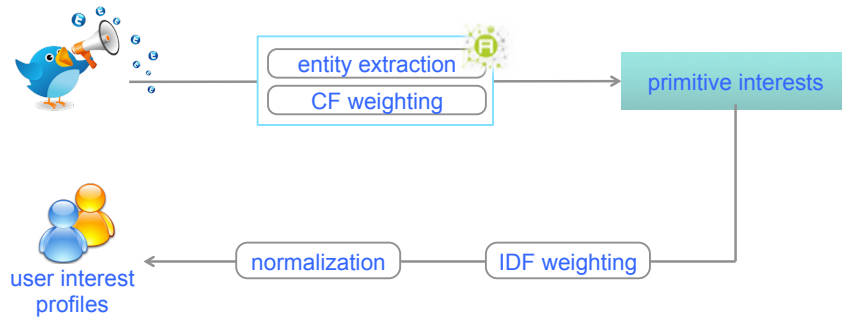 entity extraction
CF weighting
primitive interests
normalization
IDF weighting
user interest
profiles